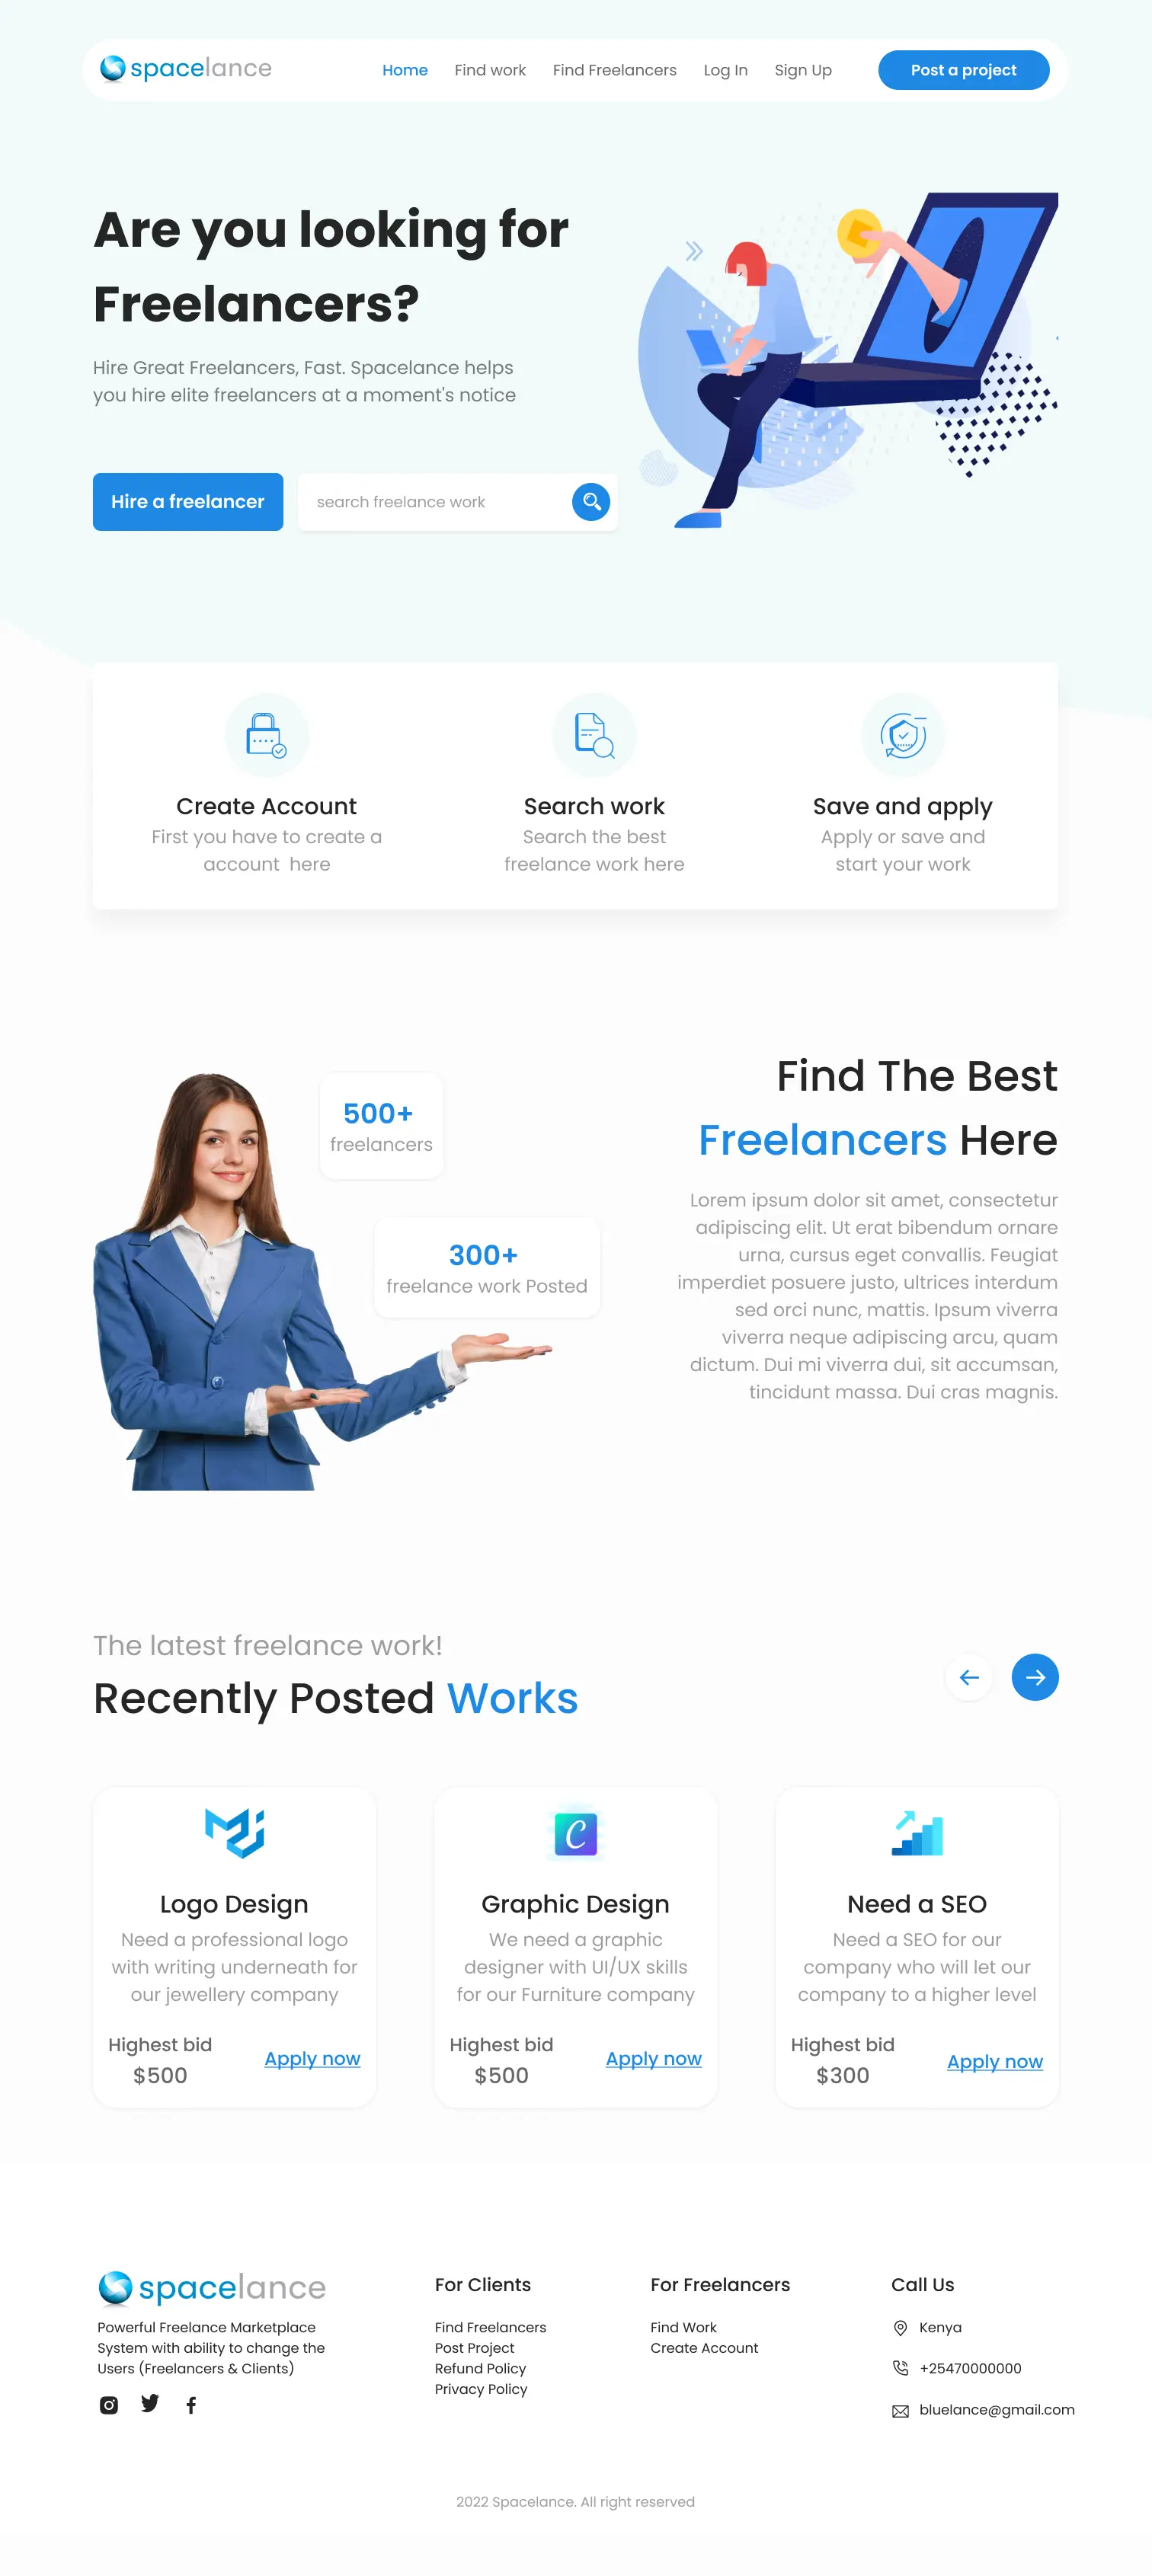 spacelance
Home Find work Find Freelancers Log In Sign Up Post a project
Are you looking for
Freelancers?
Hire Great Freelancers, Fast. Spacelance helps
you hire elite freelancers at a moment's notice
Hire a freelancer search freelance work
Create Account
First you have to create a
account here
Search work
Search the best
freelance work here
Save and apply
Apply or save and
start your work
500+
freelancers
300+
freelance work Posted
Find The Best
Freelancers Here
Lorem ipsum dolor sit amet, consectetur
adipiscing elit. Ut erat bibendum ornare
urna, cursus eget convallis. Feugiat
imperdiet posuere justo, ultrices interdum
sed orci nunc, mattis. Ipsum viverra
viverra neque adipiscing arcu, quam
dictum. Dui mi viverra dui, sit accumsan,
tincidunt massa. Dui cras magnis.
The latest freelance work!
Recently Posted Works
Logo Design
Need a professional logo
with writing underneath for
our jewellery company
Highest bid
$500
Apply now
C
Graphic Design
We need a graphic
designer with UI/UX skills
for our Furniture company
Highest bid
$500
Apply now
Need a SEO
Need a SEO for our
company who will let our
company to a higher level
Highest bid
$300
Apply now
spacelance
Powerful Freelance Marketplace
System with ability to change the
Users (Freelancers & Clients)
For Clients
Find Freelancers
Post Project
Refund Policy
Privacy Policy
For Freelancers
Find Work
Create Account
Call Us
Kenya
+25470000000
bluelance@gmail.com
2022 Spacelance. All right reserved